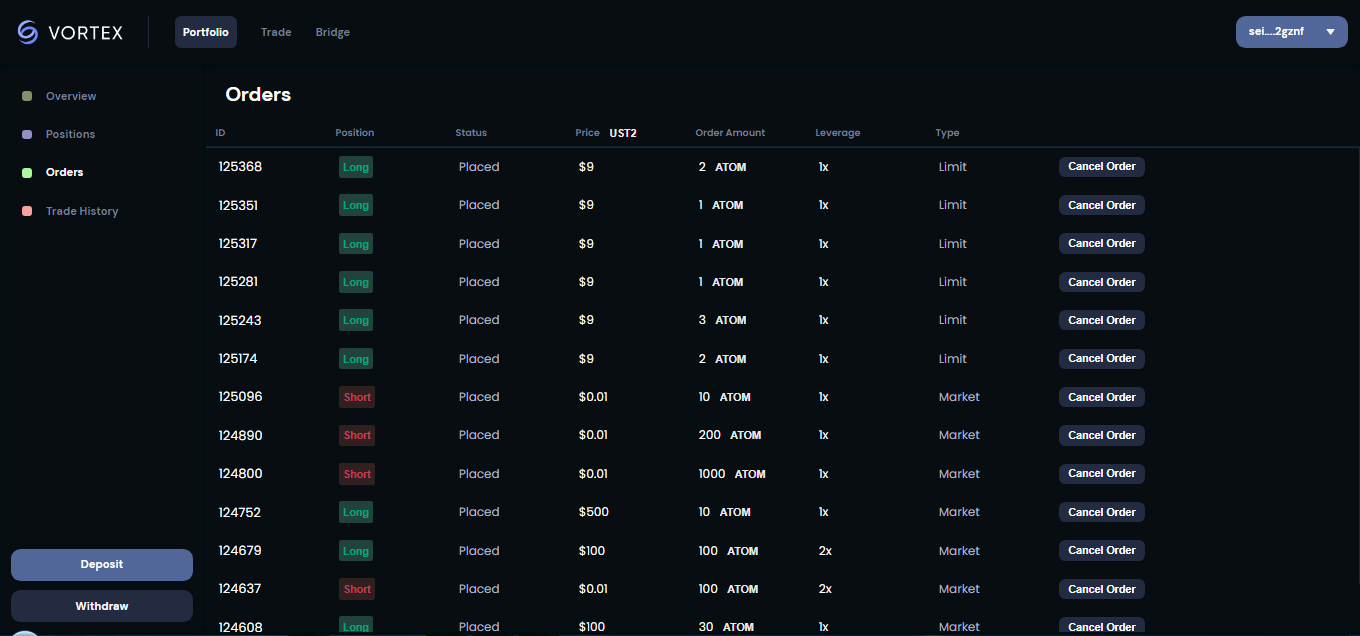 VORTEX Portfolio Trade Bridge sei....2gznf
Overview
Positions
Orders
Trade History
Deposit
Withdraw
Orders
ID Position Status Price UST2 Order Amount Leverage Type
125368 Long Placed $9 2 ATOM 1x Limit Cancel Order
125351 Long Placed $9 1 ATOM 1x Limit Cancel Order
125317 Long Placed $9 1 ATOM 1x Limit Cancel Order
125281 Long Placed $9 1 ATOM 1x Limit Cancel Order
125243 Long Placed $9 3 ATOM 1x Limit Cancel Order
125174 Long Placed $9 2 ATOM 1x Limit Cancel Order
125096 Short Placed $0.01 10 ATOM 1x Market Cancel Order
124890 Short Placed $0.01 200 ATOM 1x Market Cancel Order
124800 Short Placed $0.01 1000 ATOM 1x Market Cancel Order
124752 Long Placed $500 10 ATOM 1x Market Cancel Order
124679 Long Placed $100 100 ATOM 2x Market Cancel Order
124637 Short Placed $0.01 100 ATOM 2x Market Cancel Order
124608 Long Placed $100 30 ATOM 1x Market Cancel Order